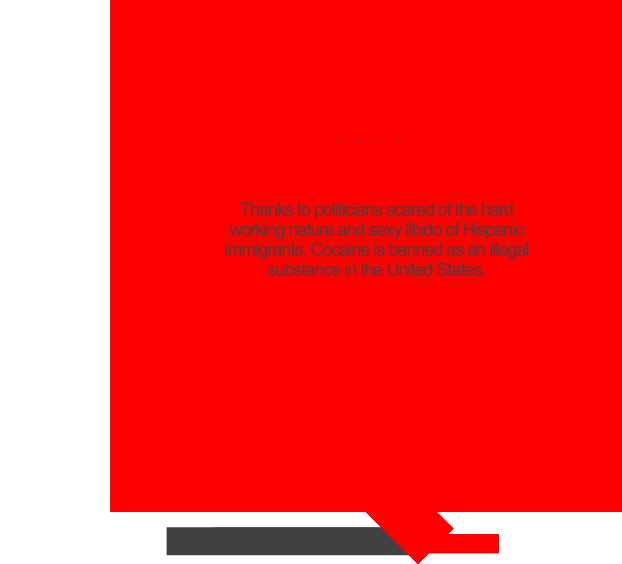 Thanks to politicians scared of the hard
working nature and sexy libido of Hispanic
immigrants, Cocaine is banned as an illegal
substance in the United States.